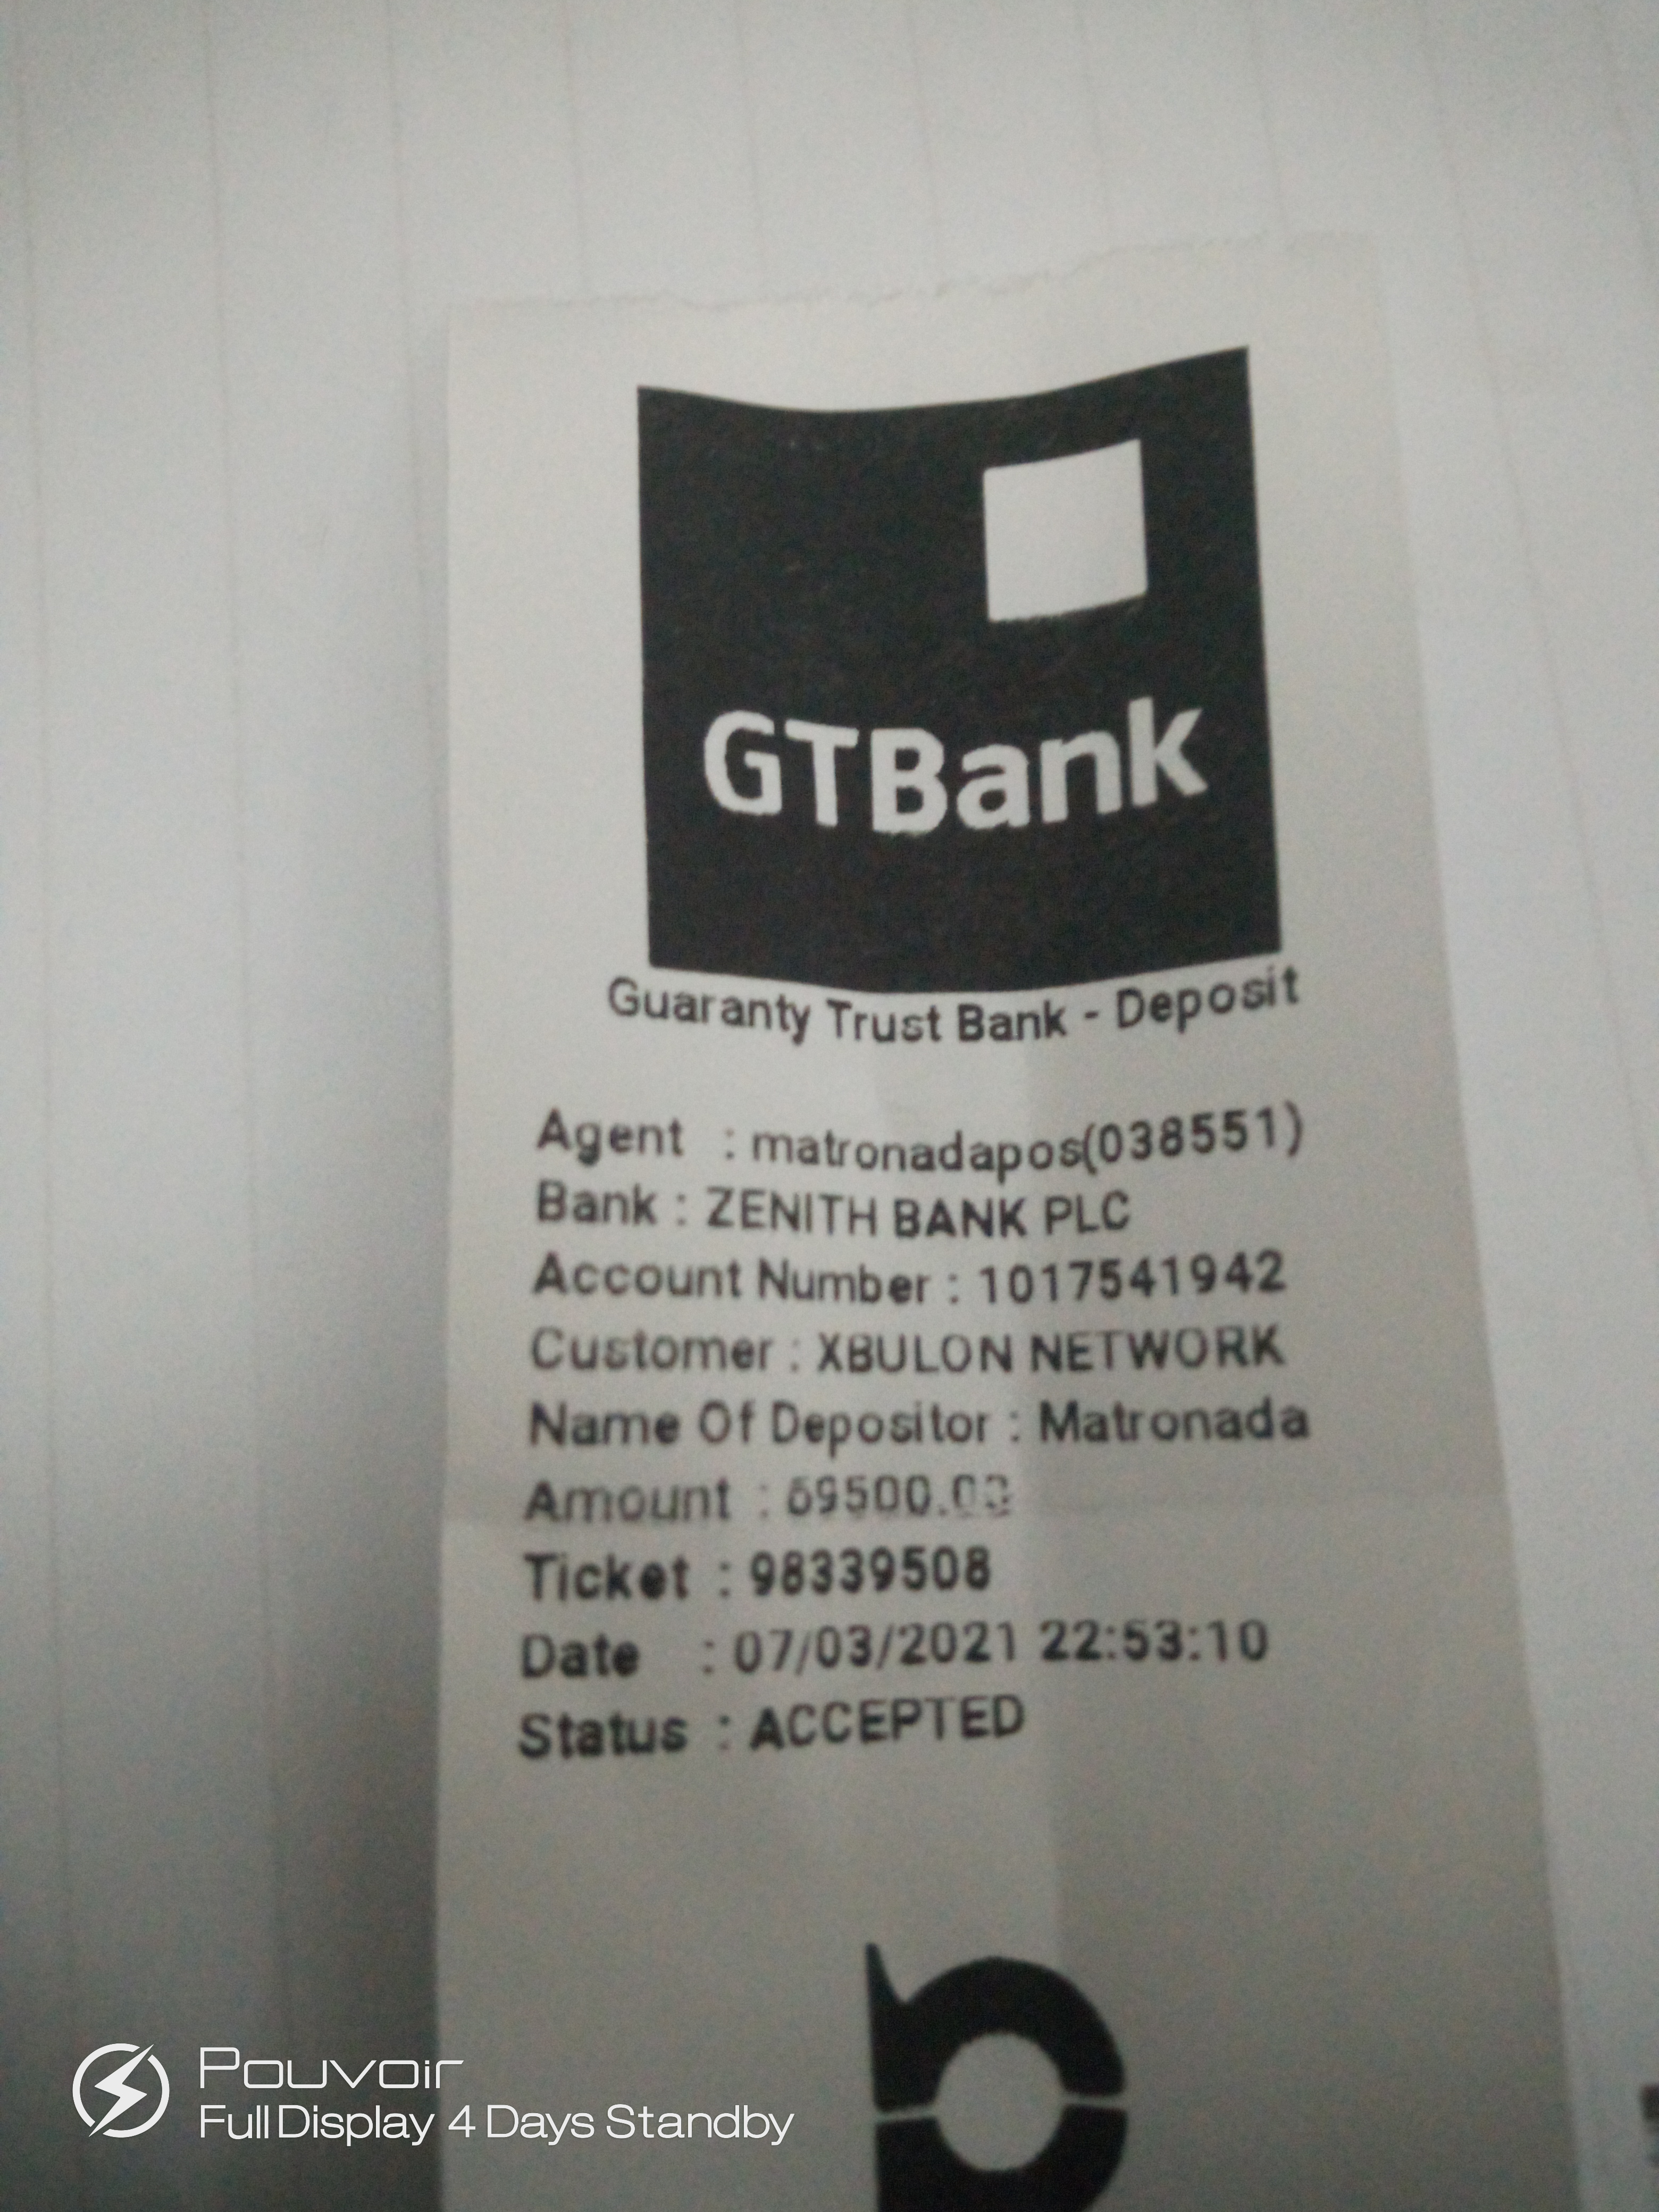 GTBank
Guaranty Trust Bank - Deposit
Agent : matronadapos(038551)
Bank : ZENITH BANK PLC
Account Number : 1017541942
Customer : XBULON NETWORK
Name Of Depositor : Matronada
Amount :
Ticket : 98339508
Date : 07/03/2021 22:53:10
Status : ACCEPTED
Pouvoir
Full Display 4 Days Standby